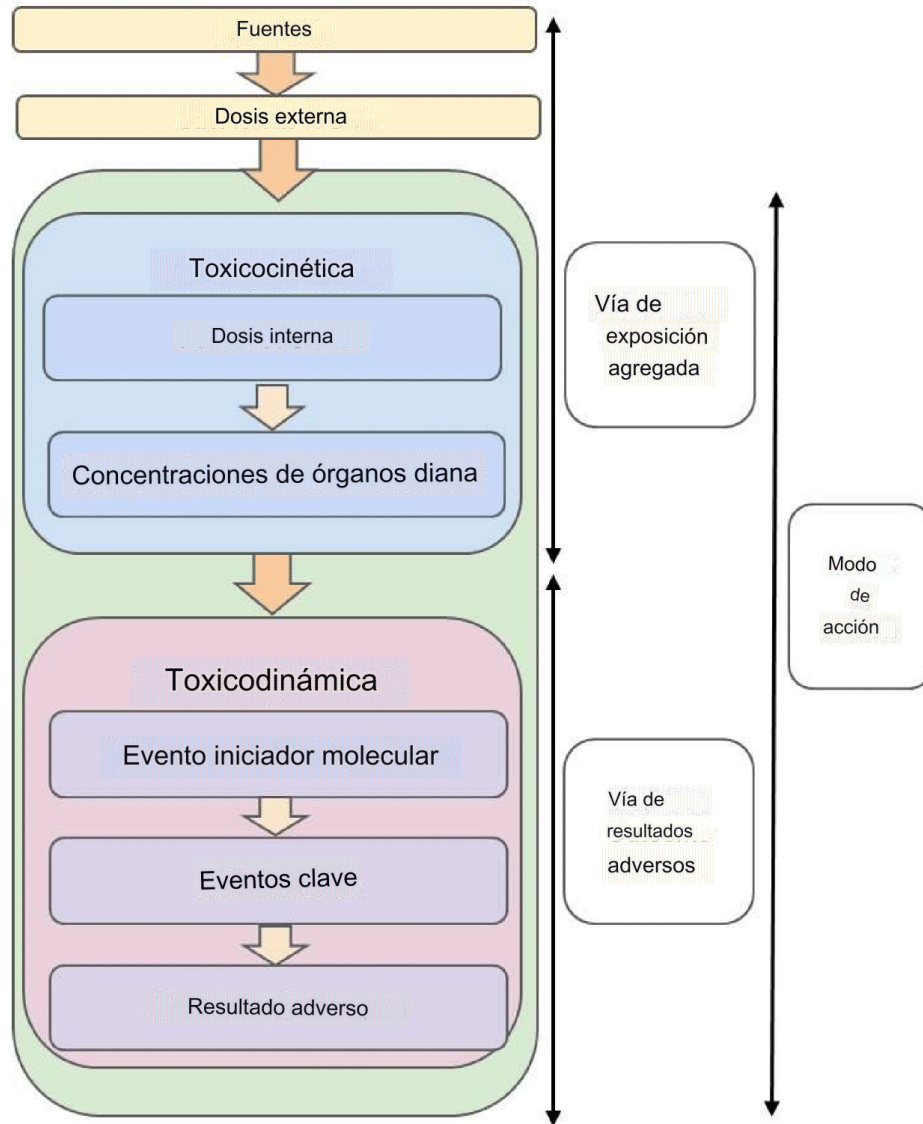 Fuentes
Dosis externa
Toxicocinética
Dosis interna
Concentraciones de órganos diana
Vía de
exposición
agregada
Modo
de
acción
Toxicodinámica
Evento iniciador molecular
Eventos clave
Resultado adverso
Vía de
resultados
adversos